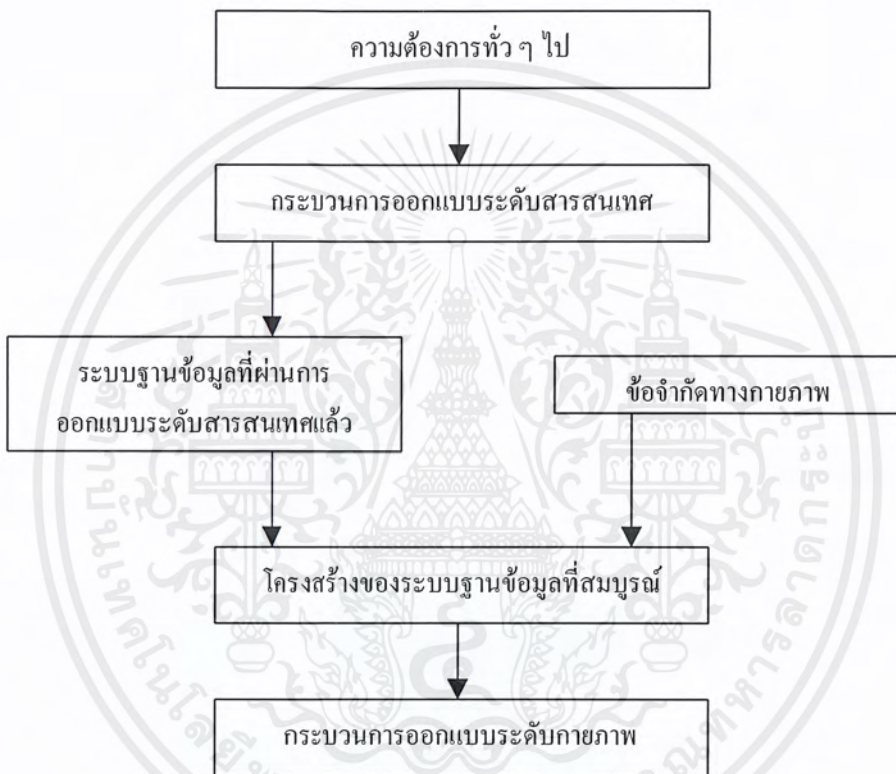 ความต้องการทั่ว ๆ ไป
กระบวนการออกแบบระดับสารสนเทศ
ระบบฐานข้อมูลที่ผ่านการ
ออกแบบระดับสารสนเทศแล้ว
ข้อจำกัดทางกายภาพ
โครงสร้างของระบบฐานข้อมูลที่สมบูรณ์
กระบวนการออกแบบระดับกายภาพ